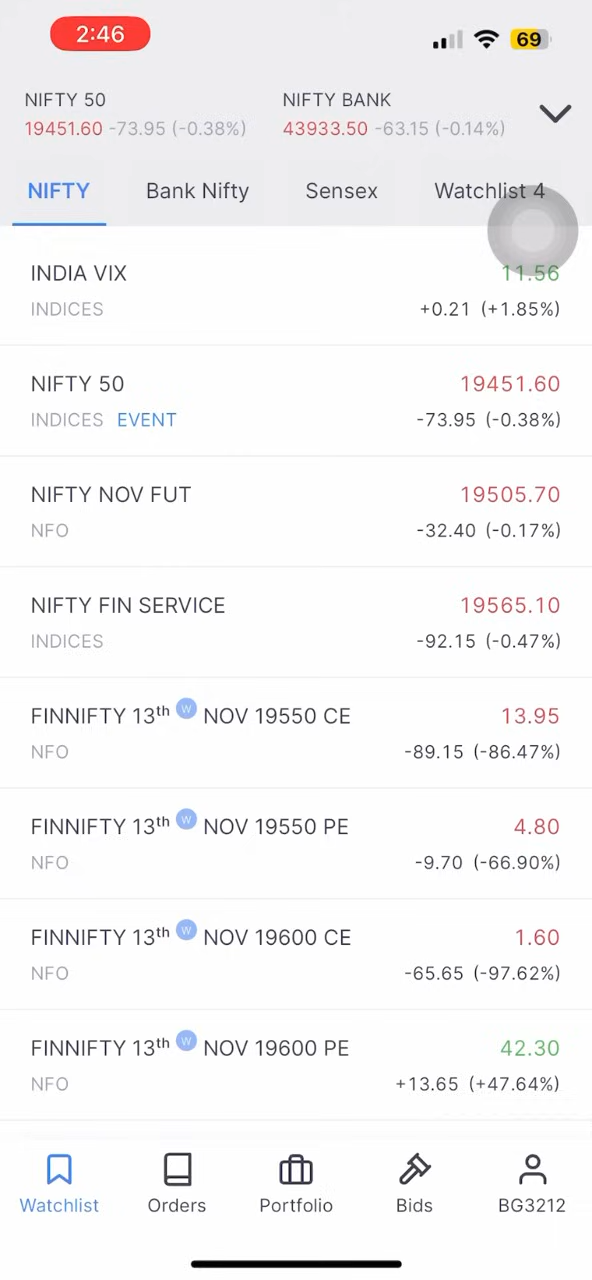 2:46
69
NIFTY 50 NIFTY BANK
19451.60 -73.95 (-0.38%) 43933.50 -63.15 (-0.14%)
NIFTY Bank Nifty Sensex Watchlist 4
INDIA VIX 11.56
INDICES +0.21 (+1.85%)
NIFTY 50 19451.60
INDICES EVENT -73.95 (-0.38%)
NIFTY NOV FUT 19505.70
NFO -32.40 (-0.17%)
NIFTY FIN SERVICE 19565.10
INDICES -92.15 (-0.47%)
FINNIFTY 13th W NOV 19550 CE 13.95
NFO -89.15 (-86.47%)
FINNIFTY 13th W NOV 19550 PE 4.80
NFO -9.70 (-66.90%)
FINNIFTY 13th W NOV 19600 CE 1.60
NFO -65.65 (-97.62%)
FINNIFTY 13th W NOV 19600 PE 42.30
NFO +13.65 (+47.64%)
Watchlist Orders Portfolio Bids BG3212